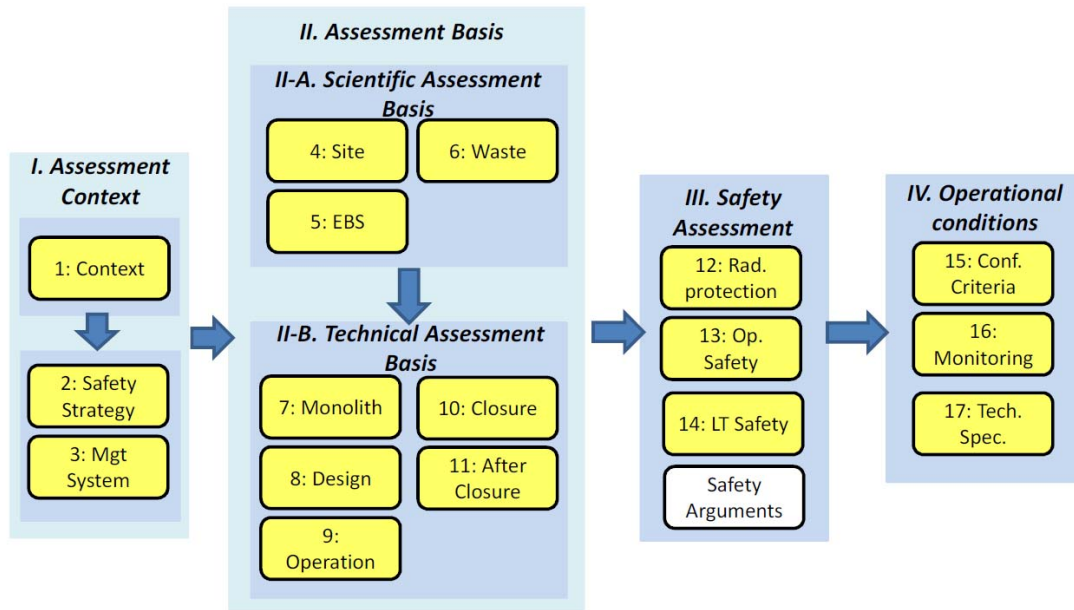 I. Assessment
Context
1: Context
2: Safety
Strategy
3: Mgt
System
II. Assessment Basis
II-A. Scientific Assessment
Basis
4: Site
6: Waste
5: EBS
II-B. Technical Assessment
Basis
7: Monolith
10: Closure
8: Design
11: After
Closure
9:
Operation
III. Safety
Assessment
12: Rad.
protection
13: Op.
Safety
14: LT Safety
Safety
Arguments
IV. Operational
conditions
15: Conf.
Criteria
16:
Monitoring
17: Tech.
Spec.